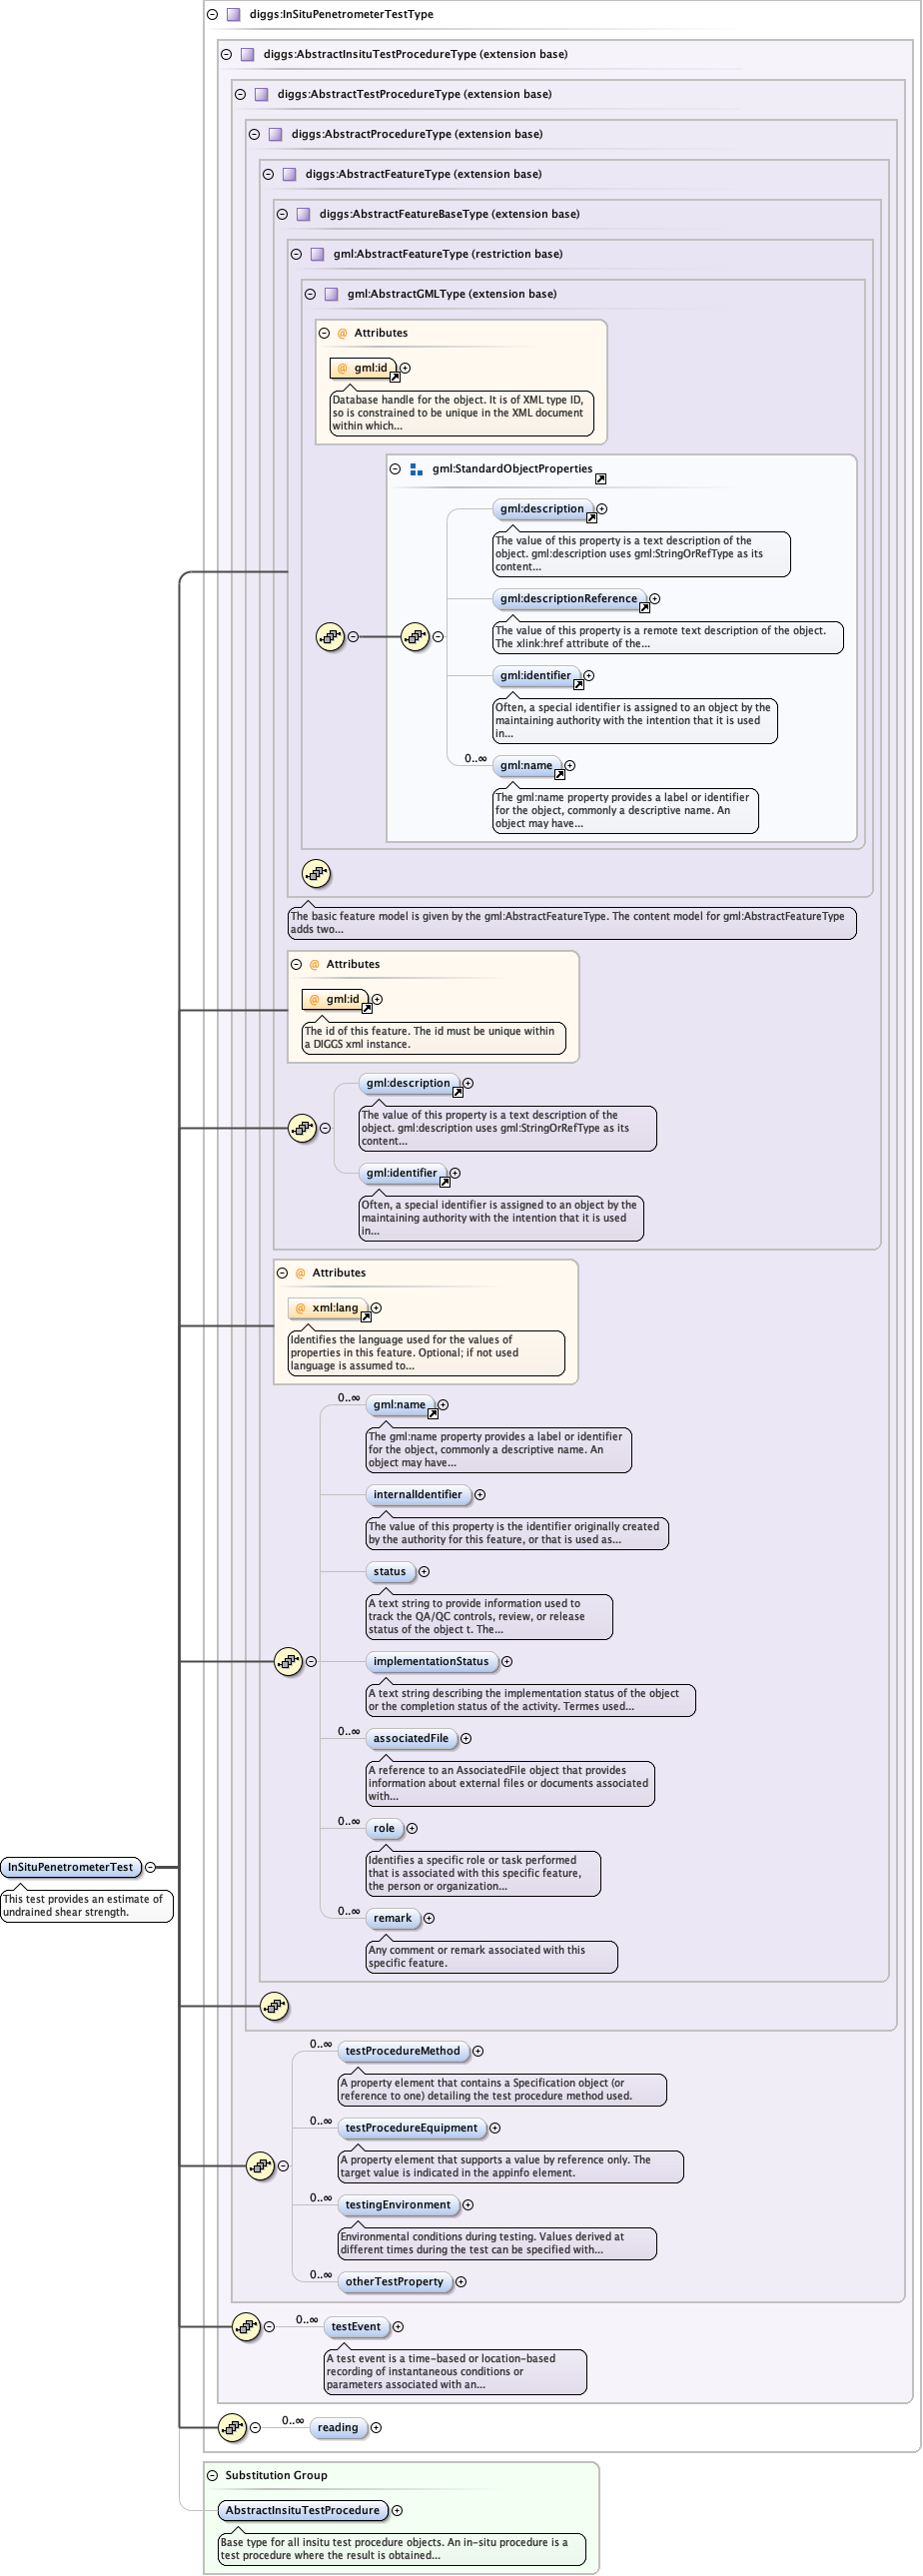 diggs:InSituPenetrometerTestType
diggs:AbstractInsituTestProcedureType (extension base)
diggs:AbstractTestProcedureType (extension base)
diggs:AbstractProcedureType (extension base)
diggs:AbstractFeatureType (extension base)
diggs:AbstractFeatureBaseType (extension base)
gml:AbstractFeatureType (restriction base)
gml:AbstractGMLType (extension base)
@ Attributes
@ gml:id
Database handle for the object. It is of XML type ID,
so is constrained to be unique in the XML document
within which...
gml:StandardObjectProperties
gml:description
The value of this property is a text description of the
object. gml:description uses gml:StringOrRefType as its
content...
gml:descriptionReference
The value of this property is a remote text description of the object.
The xlink:href attribute of the...
gml:identifier
Often, a special identifier is assigned to an object by the
maintaining authority with the intention that it is used
in...
0..∞
gml:name
The gml:name property provides a label or identifier
for the object, commonly a descriptive name. An
object may have...
The basic feature model is given by the gml:AbstractFeatureType. The content model for gml:AbstractFeatureType
adds two...
@ Attributes
@ gml:id
The id of this feature. The id must be unique within
a DIGGS xml instance.
gml:description
The value of this property is a text description of the
object. gml:description uses gml:StringOrRefType as its
content...
gml:identifier
Often, a special identifier is assigned to an object by the
maintaining authority with the intention that it is used
in...
@ Attributes
@ xml:lang
Identifies the language used for the values of
properties in this feature. Optional; if not used
language is assumed to...
0..∞
gml:name
The gml:name property provides a label or identifier
for the object, commonly a descriptive name. An
object may have...
internalIdentifier
The value of this property is the identifier originally created
by the authority for this feature, or that is used as...
status
A text string to provide information used to
track the QA/QC controls, review, or release
status of the object t. The...
implementationStatus
A text string describing the implementation status of the object
or the completion status of the activity. Termes used...
0..∞
associatedFile
A reference to an AssociatedFile object that provides
information about external files or documents associated
with...
0..∞
role
Identifies a specific role or task performed
that is associated with this specific feature,
the person or organization...
InSituPenetrometerTest
This test provides an estimate of
undrained shear strength.
0..∞
remark
Any comment or remark associated with this
specific feature.
0..∞
testProcedureMethod
A property element that contains a Specification object (or
reference to one) detailing the test procedure method used.
0..∞
testProcedureEquipment
A property element that supports a value by reference only. The
target value is indicated in the appinfo element.
0..∞
testingEnvironment
Environmental conditions during testing. Values derived at
different times during the test can be specified with...
0..∞
otherTestProperty
0..∞
testEvent
A test event is a time-based or location-based
recording of instantaneous conditions or
parameters associated with an...
0..∞
reading
Substitution Group
AbstractInsituTestProcedure
Base type for all insitu test procedure objects. An in-situ procedure is a
test procedure where the result is obtained...